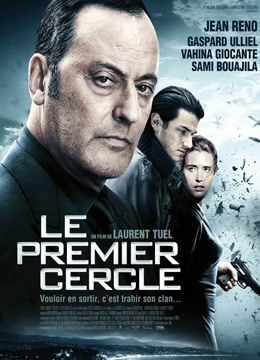 JEAN RENO
GASPARD ULLIEL
VAHINA GIOCANTE
SAMI BOUAJILA
LE
UN FILM DE LAURENT TUEL
PREMIER
CERCLE
Vouloir en sortir, c'est trahir son clan...